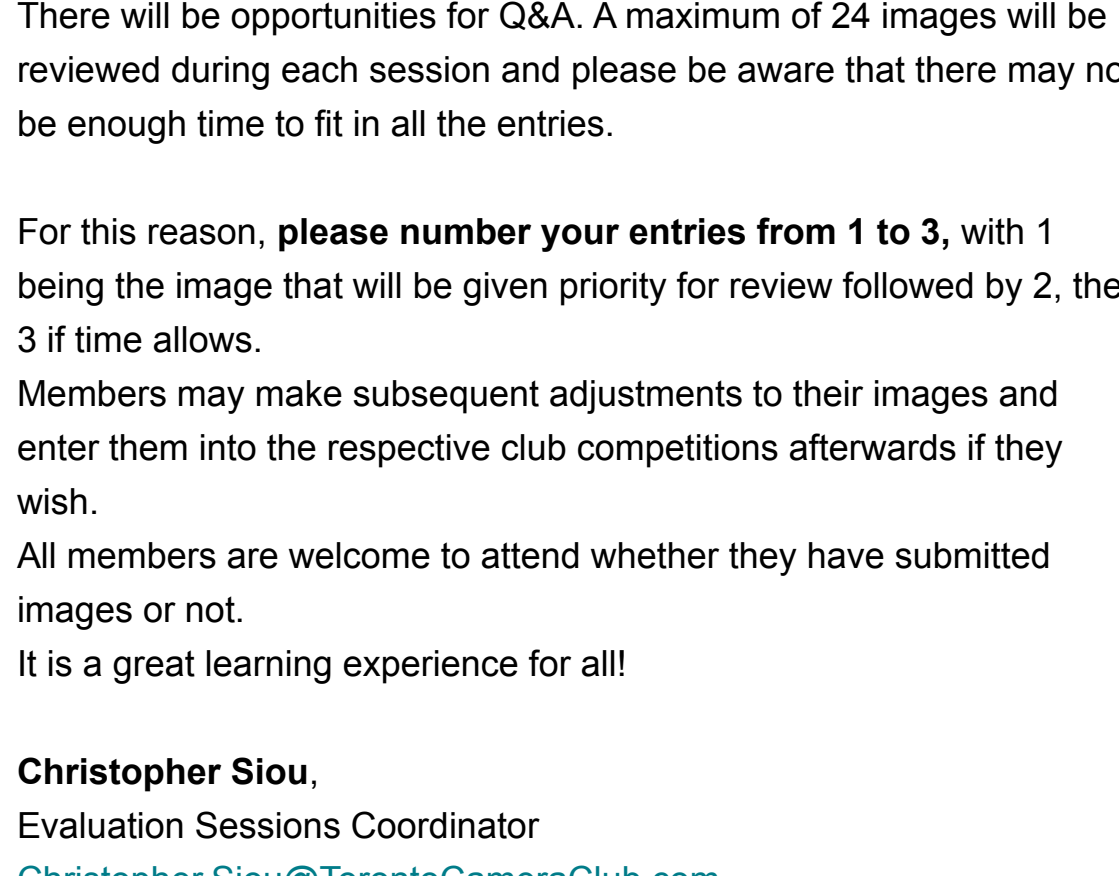 There will be opportunities for Q&A. A maximum of 24 images will be
reviewed during each session and please be aware that there may
be enough time to fit in all the entries.
For this reason, please number your entries from 1 to 3, with 1
being the image that will be given priority for review followed by 2,
3 if time allows.
Members may make subsequent adjustments to their images and
enter them into the respective club competitions afterwards if they
wish.
All members are welcome to attend whether they have submitted
images or not.
It is a great learning experience for all!
Christopher Siou,
Evaluation Sessions Coordinator
Christopher.Siou@TorontoCameraClub.com